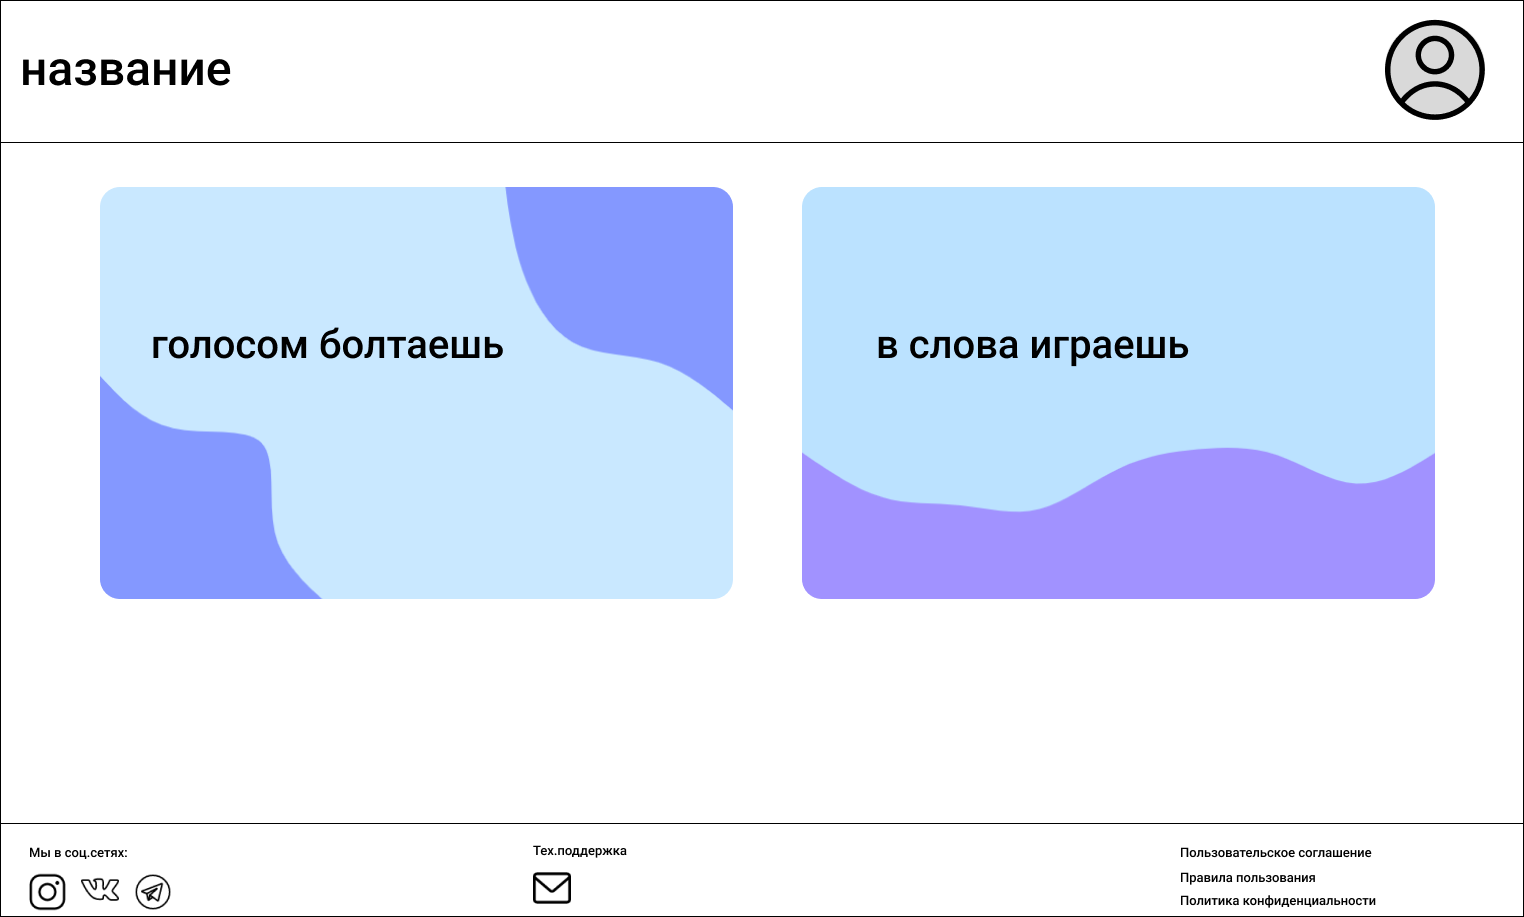 название
голосом болтаешь
в слова играешь
Мы в соц.сетях:
Тех.поддержка
Пользовательское соглашение
Правила пользования
Политика конфиденциальности